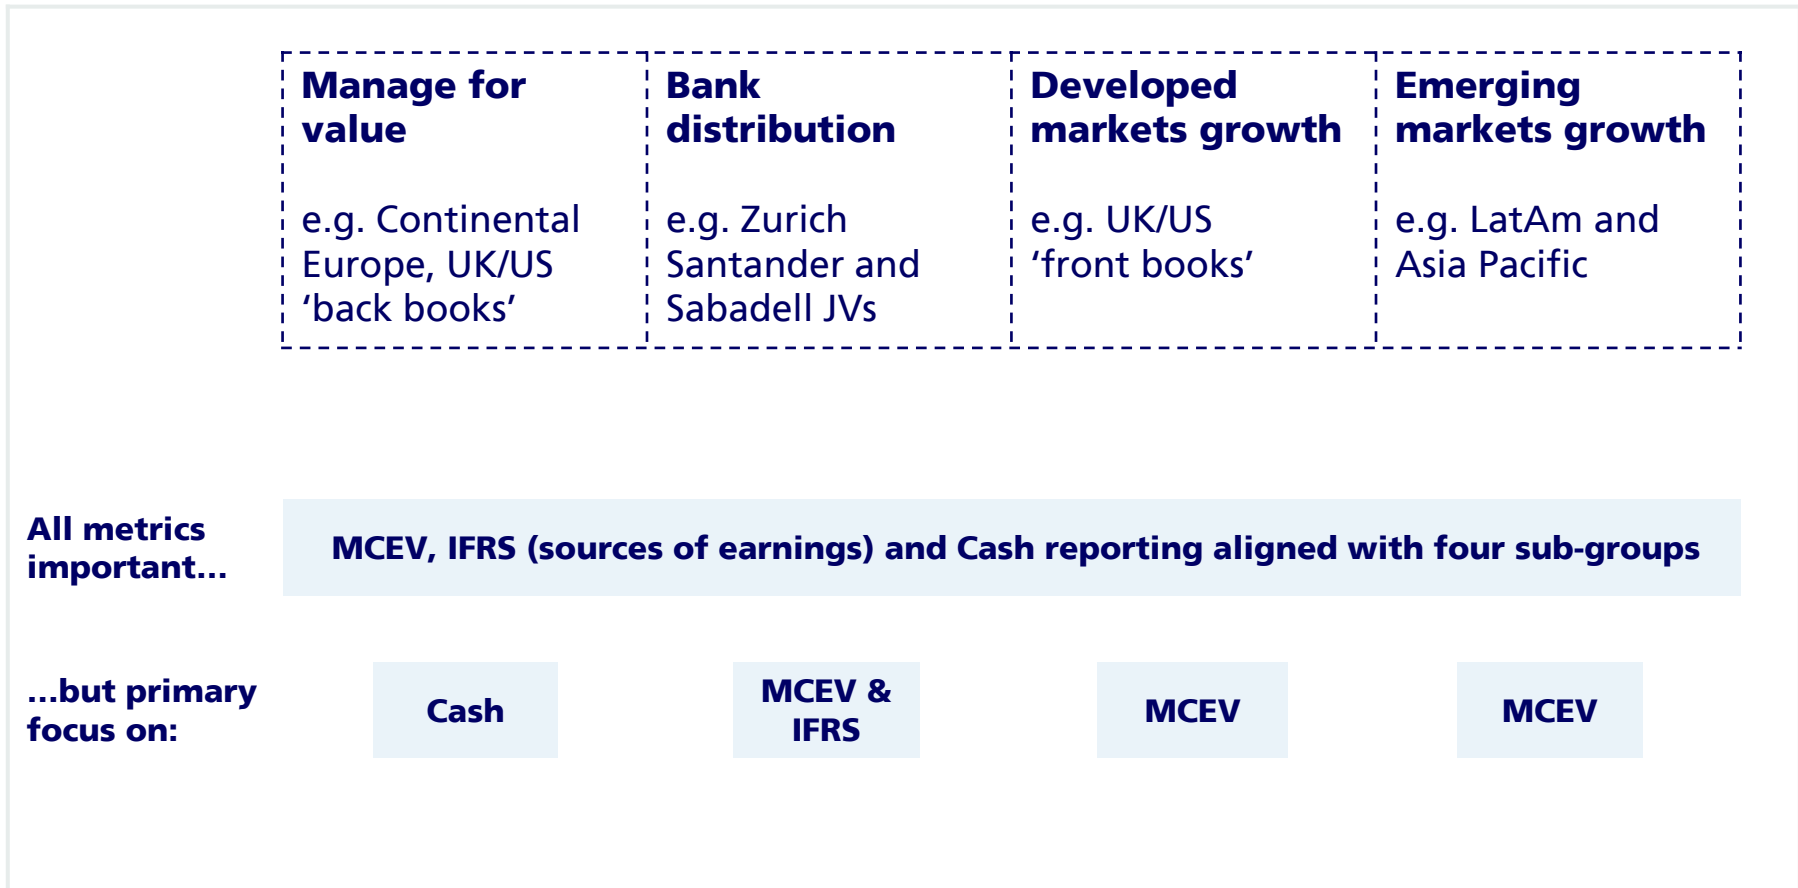 Manage for
value
e.g. Continental
Europe, UK/US
‘back books’
Bank
distribution
e.g. Zurich
Santander and
Sabadell JVs
Developed
markets growth
e.g. UK/US
‘front books’
Emerging
markets growth
e.g. LatAm and
Asia Pacific
All metrics
important...
MCEV, IFRS (sources of earnings) and Cash reporting aligned with four sub-groups
...but primary
focus on:
Cash
MCEV &
IFRS
MCEV
MCEV